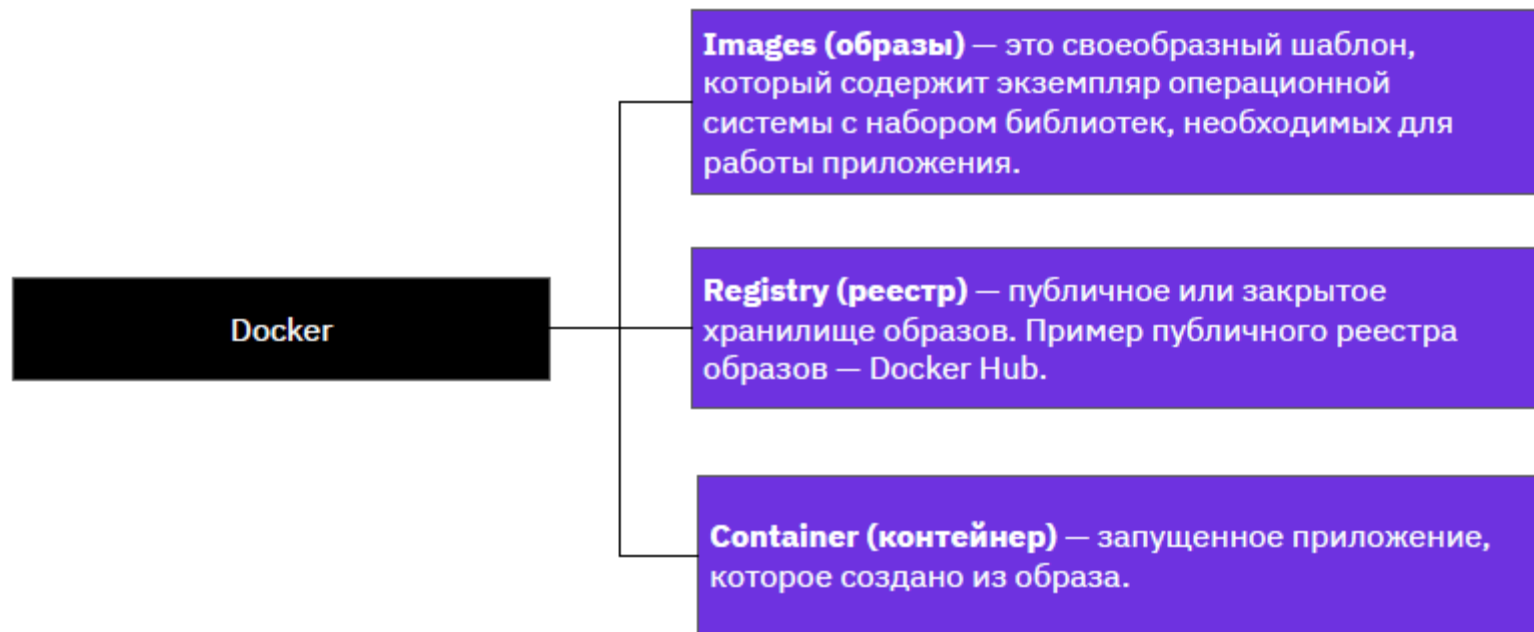 Images (образы) — это своеобразный шаблон,
который содержит экземпляр операционной
системы с набором библиотек, необходимых для
работы приложения.
Docker
Registry (реестр) — публичное или закрытое
хранилище образов. Пример публичного реестра
образов — Docker Hub.
Container (контейнер) — запущенное приложение,
которое создано из образа.